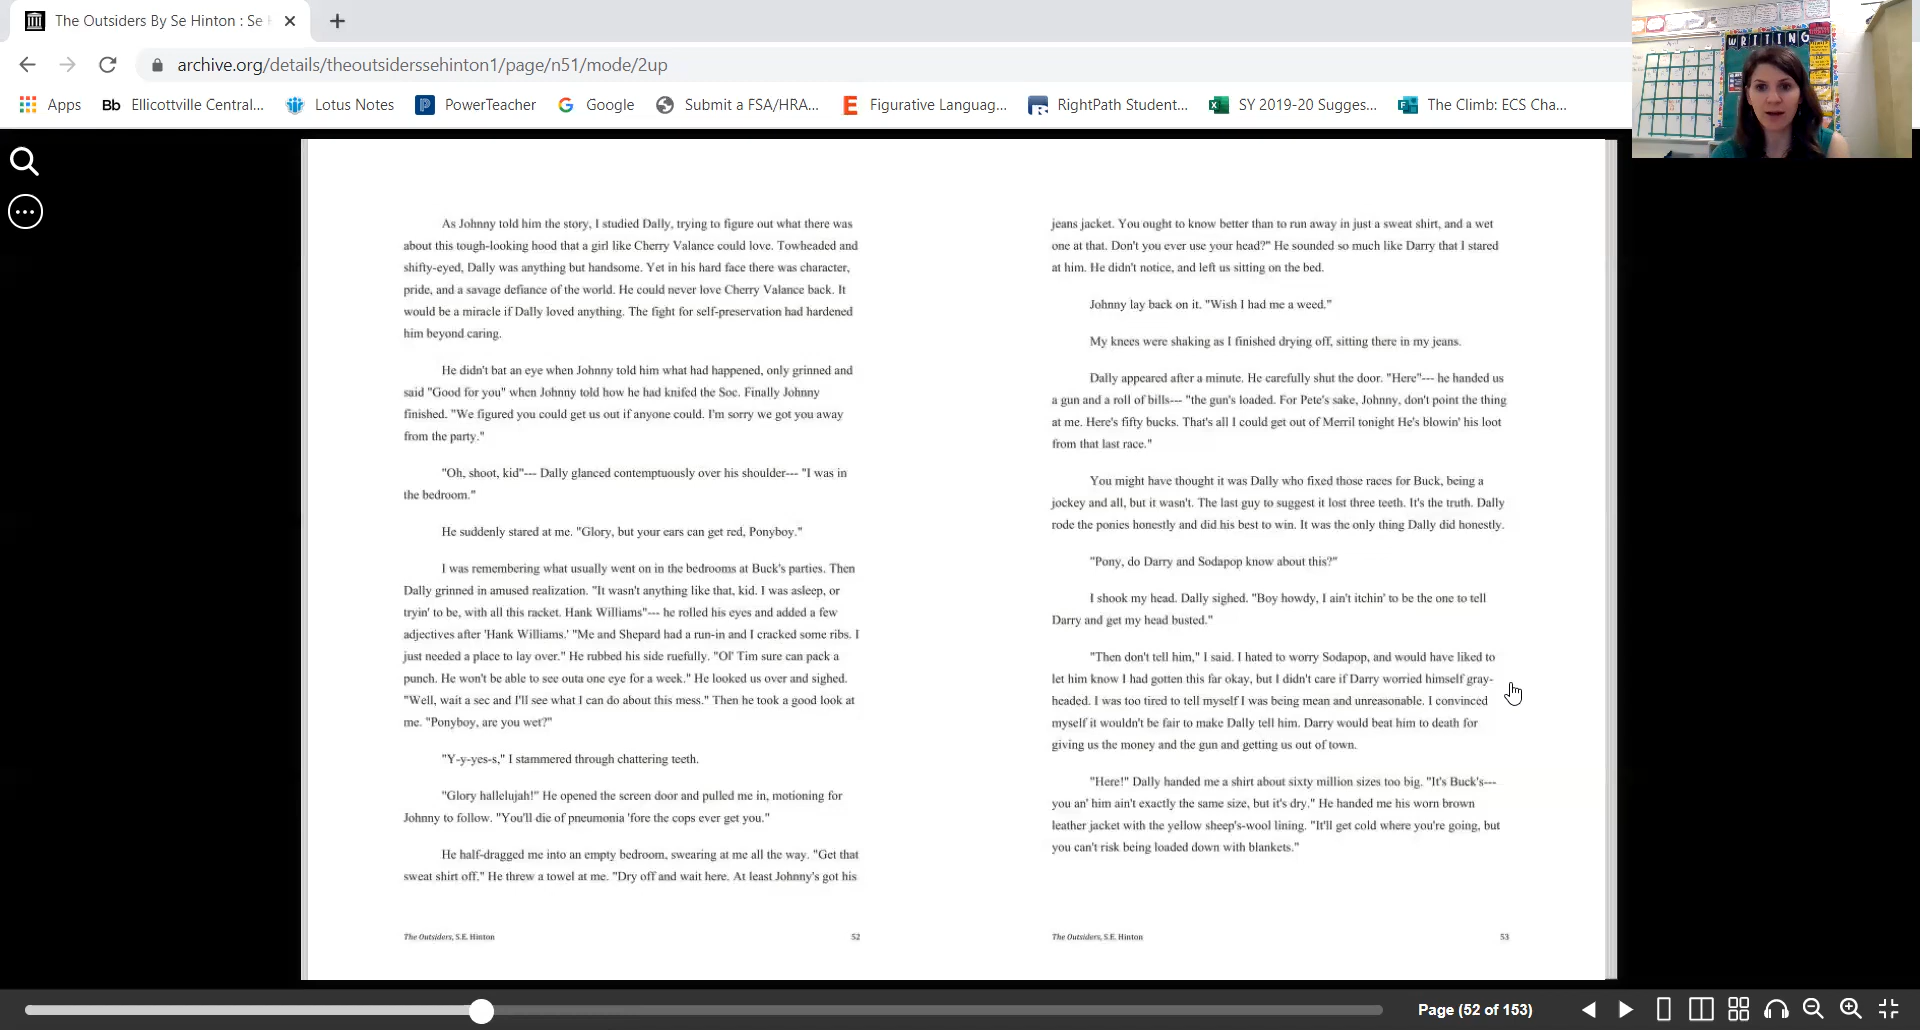 The Outsiders By Se Hinton : Se H
archive.org/details/theoutsidersshinton1/page/n51/mode/2up
Apps
Bb Ellicottville Central...
Lotus Notes
PowerTeacher
Google
Submit a FSA/HRA...
Figurative Languag...
RightPath Student...
SY 2019-20 Sugges...
The Climb: ECS Cha...
WRITING
As Johnny told him the story, I studied Dally, trying to figure out what there was
about this tough-looking hood that a girl like Cherry Valance could love. Towheaded and
shifty-eyed, Dally was anything but handsome. Yet in his hard face there was character,
pride, and a savage defiance of the world. He could never love Cherry Valance back. It
would be a miracle if Dally loved anything. The fight for self-preservation had hardened
him beyond caring.
He didn't bat an eye when Johnny told him what had happened, only grinned and
said "Good for you" when Johnny told how he had knifed the Soc. Finally Johnny
finished. "We figured you could get us out if anyone could. I'm sorry we got you away
from the party."
"Oh, shoot, kid"--- Dally glanced contemptuously over his shoulder--- "I was in
the bedroom."
He suddenly stared at me. "Glory, but your ears can get red, Ponyboy."
I was remembering what usually went on in the bedrooms at Buck's parties. Then
Dally grinned in amused realization. "It wasn't anything like that, kid. I was asleep, or
tryin' to be, with all this racket. Hank Williams"--- he rolled his eyes and added a few
adjectives after 'Hank Williams.' "Me and Shepard had a run-in and I cracked some ribs. I
just needed a place to lay over." He rubbed his side ruefully. "Ol' Tim sure can pack a
punch. He won't be able to see outa one eye for a week." He looked us over and sighed.
"Well, wait a sec and I'll see what I can do about this mess." Then he took a good look at
me. "Ponyboy, are you wet?"
"Y-y-yes-s," I stammered through chattering teeth.
"Glory hallelujah!" He opened the screen door and pulled me in, motioning for
Johnny to follow. "You'll die of pneumonia 'fore the cops ever get you."
He half-dragged me into an empty bedroom, swearing at me all the way. "Get that
sweat shirt off." He threw a towel at me. "Dry off and wait here. At least Johnny's got his
The Outsiders, S.E. Hinton
52
jeans jacket. You ought to know better than to run away in just a sweat shirt, and a wet
one at that. Don't you ever use your head?" He sounded so much like Darry that I stared
at him. He didn't notice, and left us sitting on the bed.
Johnny lay back on it. "Wish I had me a weed."
My knees were shaking as I finished drying off, sitting there in my jeans.
Dally appeared after a minute. He carefully shut the door. "Here"--- he handed us
a gun and a roll of bills--- "the gun's loaded. For Pete's sake, Johnny, don't point the thing
at me. Here's fifty bucks. That's all I could get out of Merril tonight He's blowin' his loot
from that last race."
You might have thought it was Dally who fixed those races for Buck, being a
jockey and all, but it wasn't. The last guy to suggest it lost three teeth. It's the truth. Dally
rode the ponies honestly and did his best to win. It was the only thing Dally did honestly.
"Pony, do Darry and Sodapop know about this?"
I shook my head. Dally sighed. "Boy howdy, I ain't itchin' to be the one to tell
Darry and get my head busted."
"Then don't tell him," I said. I hated to worry Sodapop, and would have liked to
let him know I had gotten this far okay, but I didn't care if Darry worried himself gray-
headed. I was too tired to tell myself I was being mean and unreasonable. I convinced
myself it wouldn't be fair to make Dally tell him. Darry would beat him to death for
giving us the money and the gun and getting us out of town.
"Here!" Dally handed me a shirt about sixty million sizes too big. "It's Buck's---
you an' him ain't exactly the same size, but it's dry." He handed me his worn brown
leather jacket with the yellow sheep's-wool lining. "It'll get cold where you're going, but
you can't risk being loaded down with blankets."
The Outsiders, S.E. Hinton
53
Page (52 of 153)